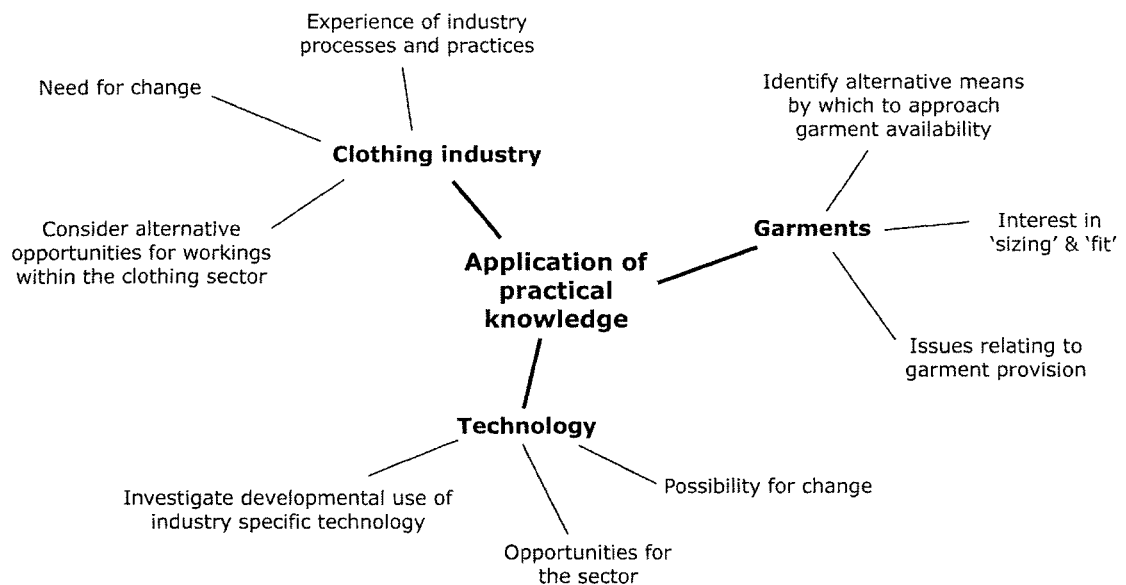 Experience of industry
processes and practices
Need for change
Clothing industry
Consider alternative
opportunities for workings
within the clothing sector
Identify alternative means
by which to approach
garment availability
Garments
Interest in
‘sizing’ & ‘fit’
Issues relating to
garment provision
Application of
practical
knowledge
Technology
Investigate developmental use of
industry specific technology
Opportunities for
the sector
Possibility for change